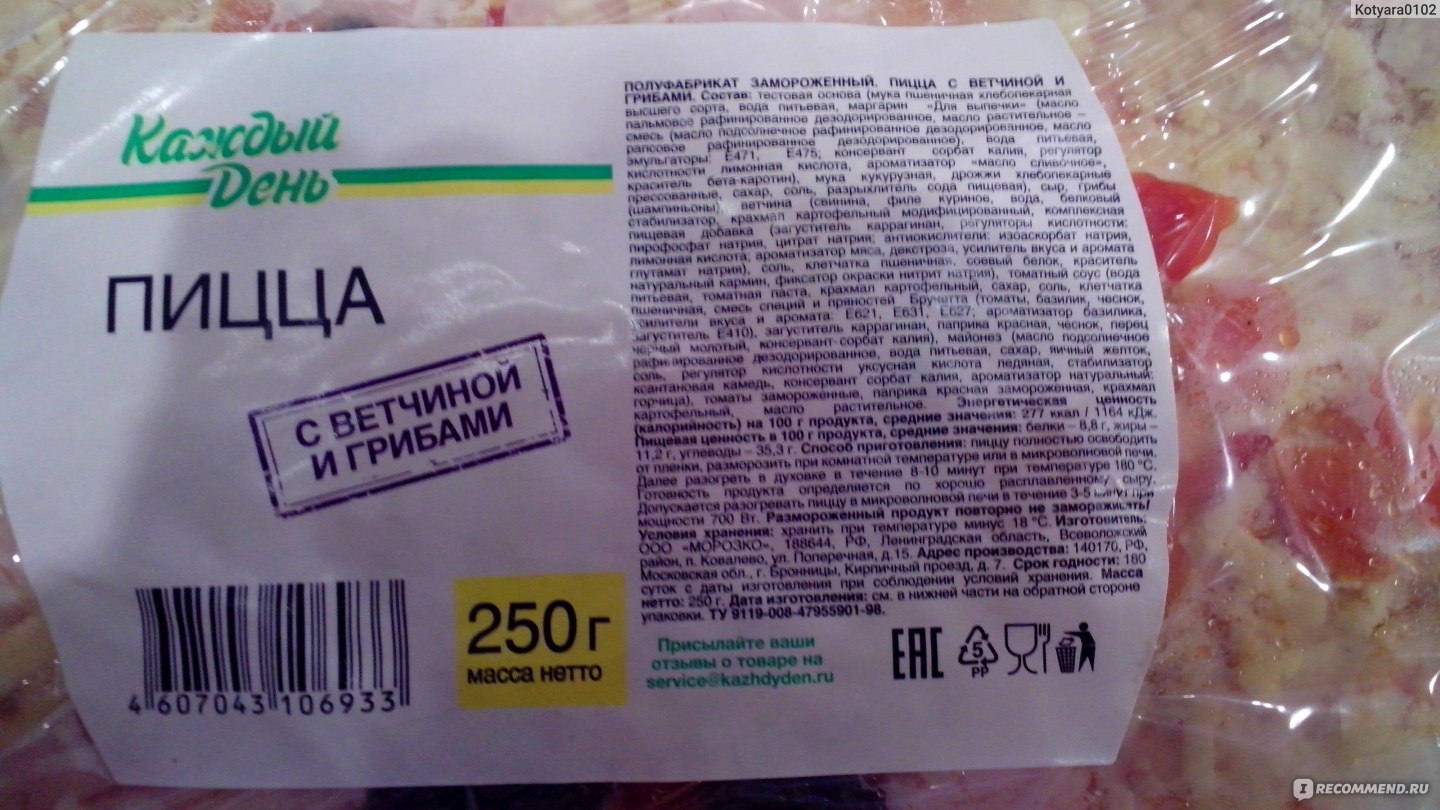 Kotyara0102
Каждый
День
ПИЦЦА
С ВЕТЧИНОЙ
И ГРИБАМИ
4 607043 106933
250 г
масса нетто
ПОЛУФАБРИКАТ ЗАМОРОЖЕННЫЙ. ПИЦЦА С ВЕТЧИНОЙ И
ГРИБАМИ. Состав: тестовая основа (мука пшеничная хлебопекарная
высшего сорта, вода питьевая, маргарин «Для выпечки» (масло
пальмовое рафинированное дезодорированное, масло растительное –
смесь (масло подсолнечное рафинированное дезодорированное, масло
рапсовое рафинированное дезодорированное), вода питьевая,
эмульгаторы: Е471, Е475; консервант сорбат калия, регулятор
кислотности лимонная кислота, ароматизатор «масло сливочное»,
краситель бета-каротин), мука кукурузная, дрожжи хлебопекарные
прессованные, сахар, соль, разрыхлитель сода пищевая), сыр, грибы
(шампиньоны), ветчина (свинина, филе куриное, вода, белковый
стабилизатор, крахмал картофельный модифицированный, комплексная
пищевая добавка (загуститель каррагинан, регуляторы кислотности:
пирофосфат натрия, цитрат натрия; антиокислители: изоаскорбат натрия,
лимонная кислота; ароматизатор мяса, декстроза, усилитель вкуса и аромата
глутамат натрия), соль, клетчатка пшеничная, соевый белок, краситель
натуральный кармин, фиксатор окраски нитрит натрия), томатный соус (вода
питьевая, томатная паста, крахмал картофельный, сахар, соль, клетчатка
пшеничная, смесь специй и пряностей Бручетта (томаты, базилик, чеснок,
усилители вкуса и аромата: Е621, Е631, Е627; ароматизатор базилика,
загуститель Е410), загуститель каррагинан, паприка красная, чеснок, перец
черный молотый, консервант сорбат калия), майонез (масло подсолнечное
рафинированное дезодорированное, вода питьевая, сахар, яичный желток,
соль, регулятор кислотности уксусная кислота ледяная, стабилизатор
ксантановая камедь, консервант сорбат калия, ароматизатор натуральный:
горчица), томаты замороженные, паприка красная замороженная, крахмал
картофельный, масло растительное. Энергетическая ценность
(калорийность) на 100 г продукта, средние значения: 277 ккал / 1164 кДж.
Пищевая ценность в 100 г продукта, средние значения: белки – 8,8 г, жиры –
11,2 г, углеводы – 35,3 г. Способ приготовления: пиццу полностью освободить
от пленки, разморозить при комнатной температуре или в микроволновой печи.
Далее разогреть в духовке в течение 8-10 минут при температуре 180 °С.
Готовность продукта определяется по хорошо расплавленному сыру.
Допускается разогревать пиццу в микроволновой печи в течение 3-5 минут при
мощности 700 Вт. Размороженный продукт повторно не замораживать!
Условия хранения: хранить при температуре минус 18 °С. Изготовитель:
ООО «МОРОЗКО», 188644, РФ, Ленинградская область, Всеволожский
район, п. Ковалево, ул. Поперечная, д.15. Адрес производства: 140170, РФ,
Московская обл., г. Бронницы, Кирпичный проезд, д. 7. Срок годности: 180
суток с даты изготовления при соблюдении условий хранения. Масса
нетто: 250 г. Дата изготовления: см. в нижней части на обратной стороне
упаковки. ТУ 9119-008-47955901-98.
Присылайте ваши
отзывы о товаре на
service@kazhdyden.ru
ЕАС
5
PP
IRECOMMEND.RU